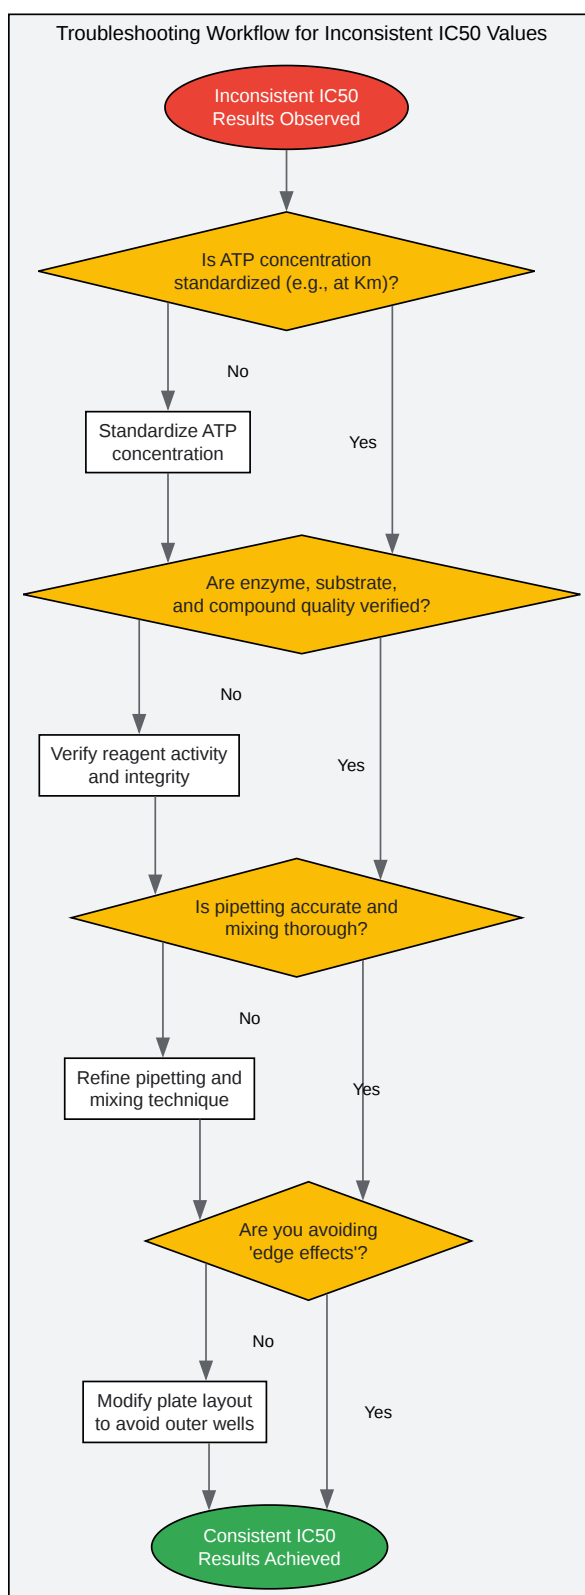 Troubleshooting Workflow for Inconsistent IC50 Values
Inconsistent IC50
Results Observed
Is ATP concentration
standardized (e.g., at Km)?
No
Standardize ATP
concentration
Yes
Are enzyme, substrate,
and compound quality verified?
No
Verify reagent activity
and integrity
Yes
Is pipetting accurate and
mixing thorough?
No
Refine pipetting and
mixing technique
Yes
Are you avoiding
'edge effects'?
No
Modify plate layout
to avoid outer wells
Yes
Consistent IC50
Results Achieved